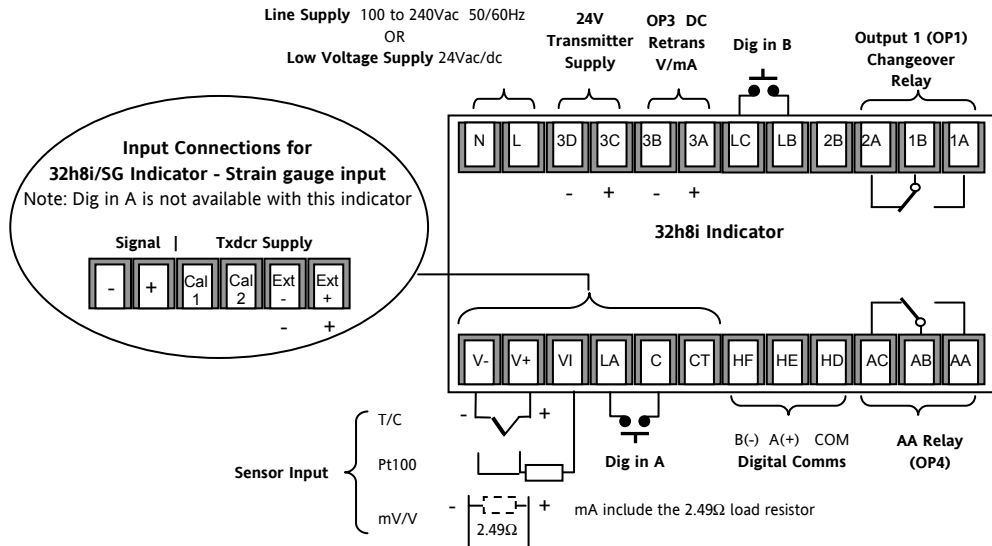 Line Supply 100 to 240Vac 50/60Hz
OR
Low Voltage Supply 24Vac/dc
24V
Transmitter
Supply
OP3 DC
Retrans
V/mA
Dig in B
Output 1 (OP1)
Changeover
Relay
N L 3D 3C 3B 3A LC LB 2B 2A 1B 1A
- + - +
32h8i Indicator
Input Connections for
32h8i/SG Indicator - Strain gauge input
Note: Dig in A is not available with this indicator
Signal | Txdcr Supply
- + Cal 1 Cal 2 Ext - Ext +
- +
V- V+ VI LA C CT HF HE HD AC AB AA
Sensor Input
- T/C +
Pt100
mV/V - +
2.49Ω
mA include the 2.49Ω load resistor
Dig in A
B(-) A(+) COM
Digital Comms
AA Relay
(OP4)